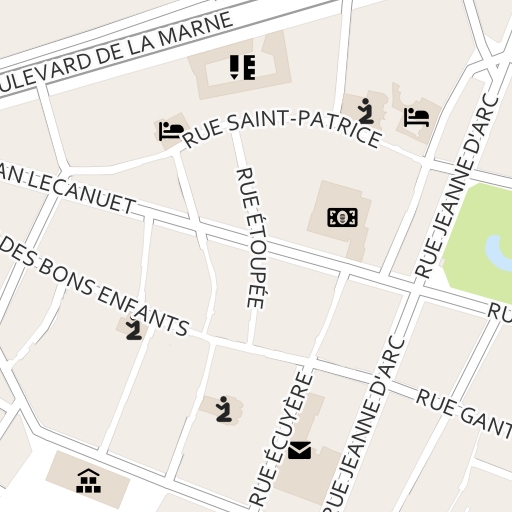 ULEVARD DE LA MARNE
RUE SAINT-PATRICE
RUE JEANNE D'ARC
AN LECANUET
RUE ÉTOUPÉE
DES BONS ENFANTS
RU
RUE JEANNE D'ARC
RUE ÉCUYÈRE
RUE GANT